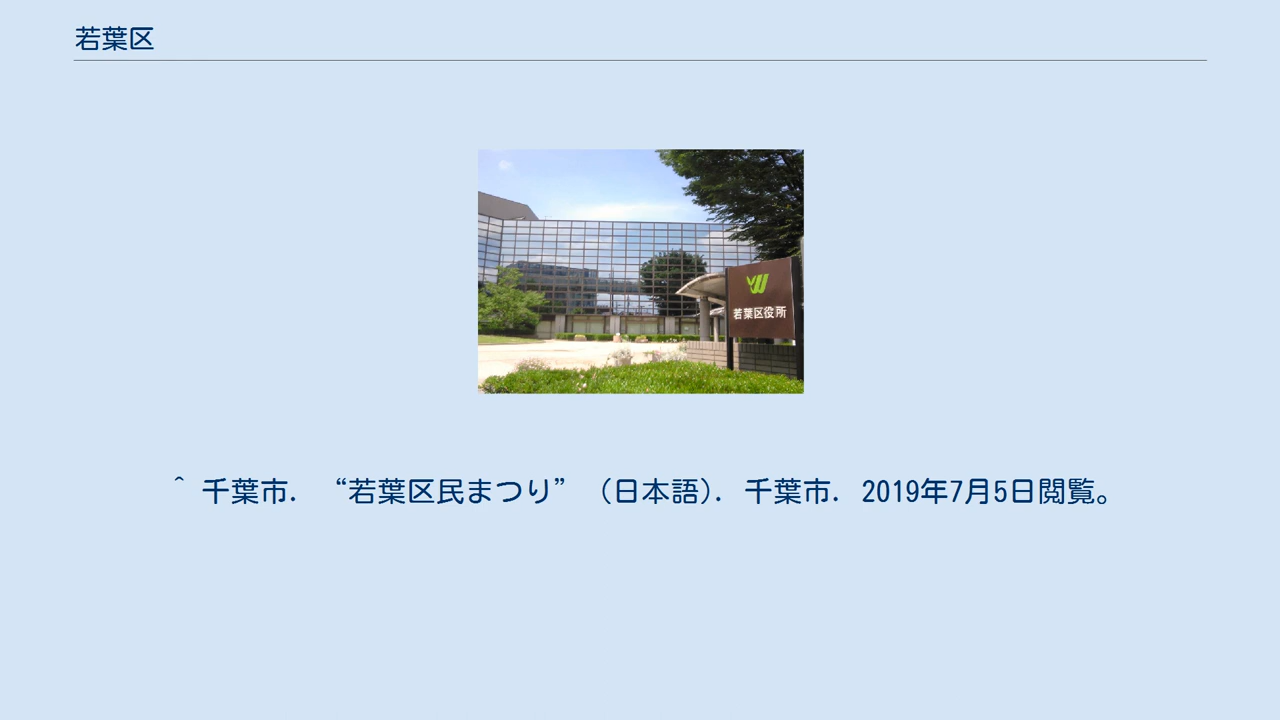 若葉区
若葉区役所
^ 千葉市. “若葉区民まつり” (日本語). 千葉市. 2019年7月5日閲覧。